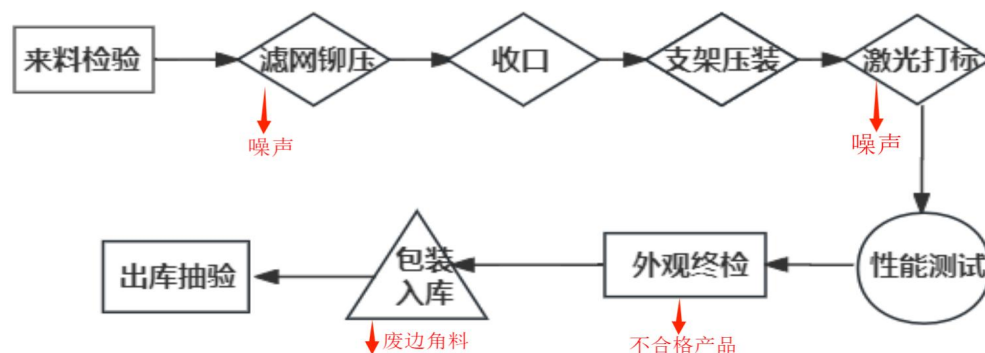 来料检验
滤网铆压
收口
支架压装
激光打标
噪声
噪声
出库抽验
包装
入库
外观终检
性能测试
废边角料
不合格产品